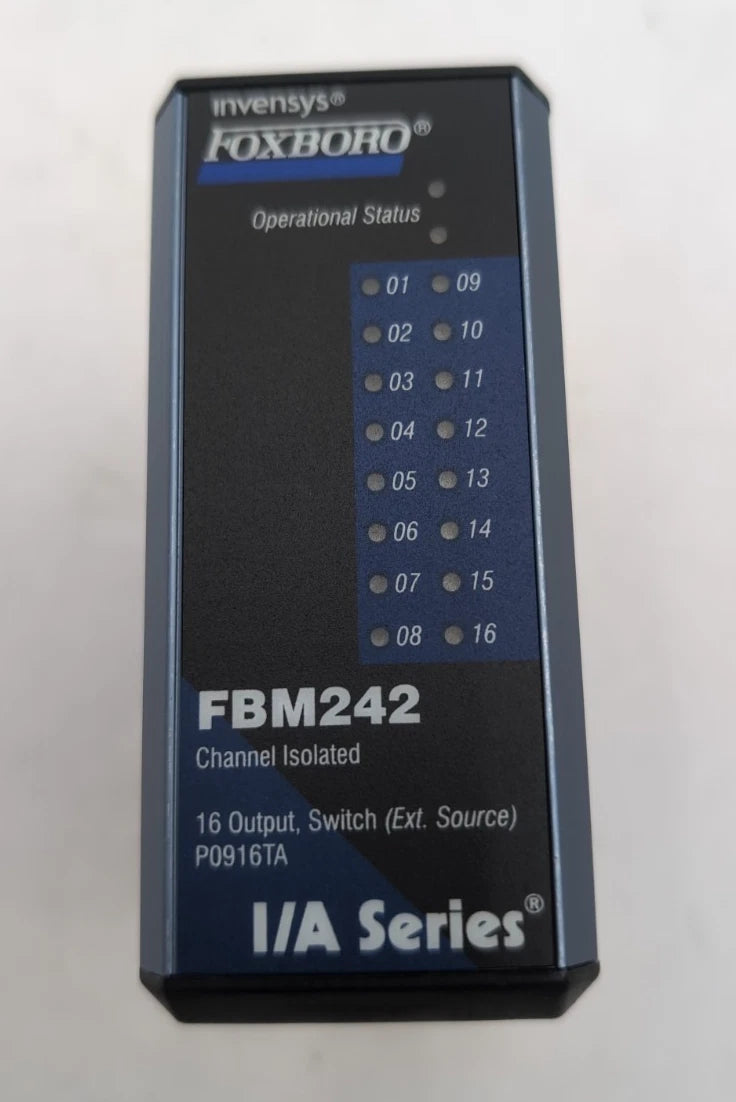 invensys®
FOXBORO®
Operational Status
01 09
02 10
03 11
04 12
05 13
06 14
07 15
08 16
FBM242
Channel Isolated
16 Output, Switch (Ext. Source)
P0916TA
I/A Series®